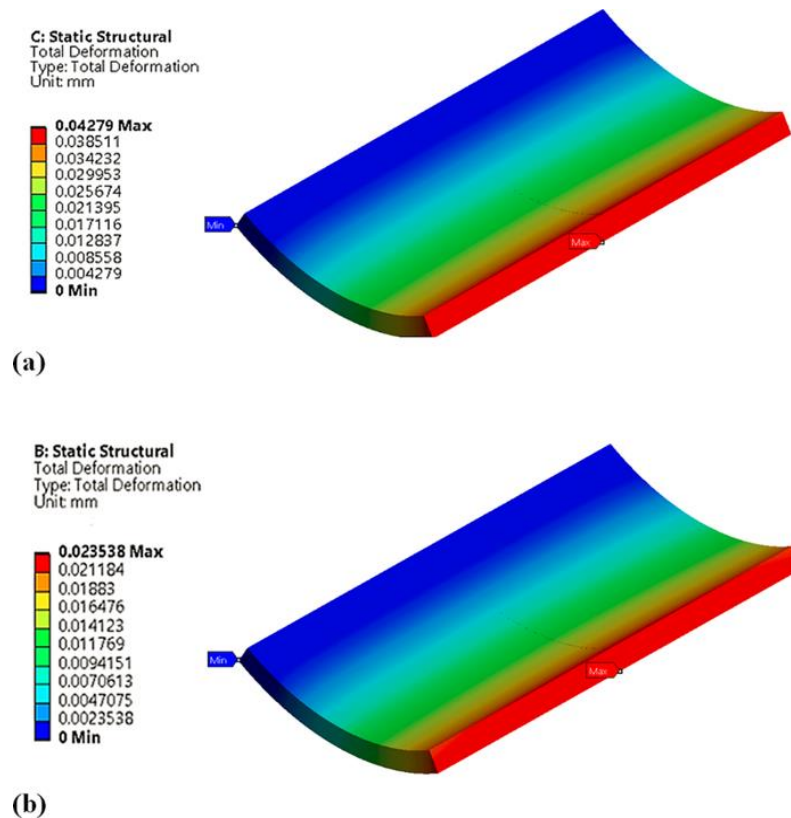 C: Static Structural
Total Deformation
Type: Total Deformation
Unit: mm
0.04279 Max
0.038511
0.034232
0.029953
0.025674
0.021395
0.017116
0.012837
0.008558
0.004279
0 Min
Min
Max
(a)
B: Static Structural
Total Deformation
Type: Total Deformation
Unit: mm
0.023538 Max
0.021184
0.01883
0.016476
0.014123
0.011769
0.0094151
0.0070613
0.0047075
0.0023538
0 Min
Min
Max
(b)